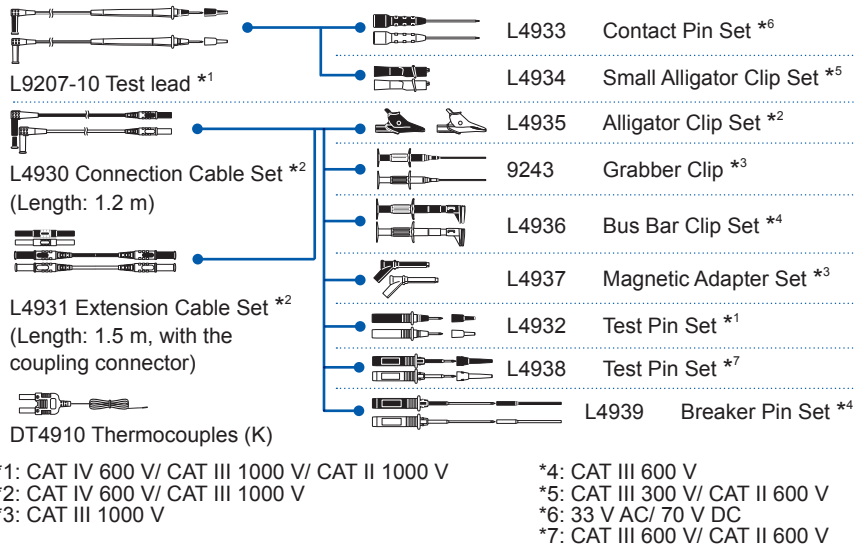 L9207-10 Test lead *1
L4930 Connection Cable Set *2
(Length: 1.2 m)
L4931 Extension Cable Set *2
(Length: 1.5 m, with the
coupling connector)
DT4910 Thermocouples (K)
L4933 Contact Pin Set *6
L4934 Small Alligator Clip Set *5
L4935 Alligator Clip Set *2
9243 Grabber Clip *3
L4936 Bus Bar Clip Set *4
L4937 Magnetic Adapter Set *3
L4932 Test Pin Set *1
L4938 Test Pin Set *7
L4939 Breaker Pin Set *4
*1: CAT IV 600 V/ CAT III 1000 V/ CAT II 1000 V
*2: CAT IV 600 V/ CAT III 1000 V
*3: CAT III 1000 V
*4: CAT III 600 V
*5: CAT III 300 V/ CAT II 600 V
*6: 33 V AC/ 70 V DC
*7: CAT III 600 V/ CAT II 600 V